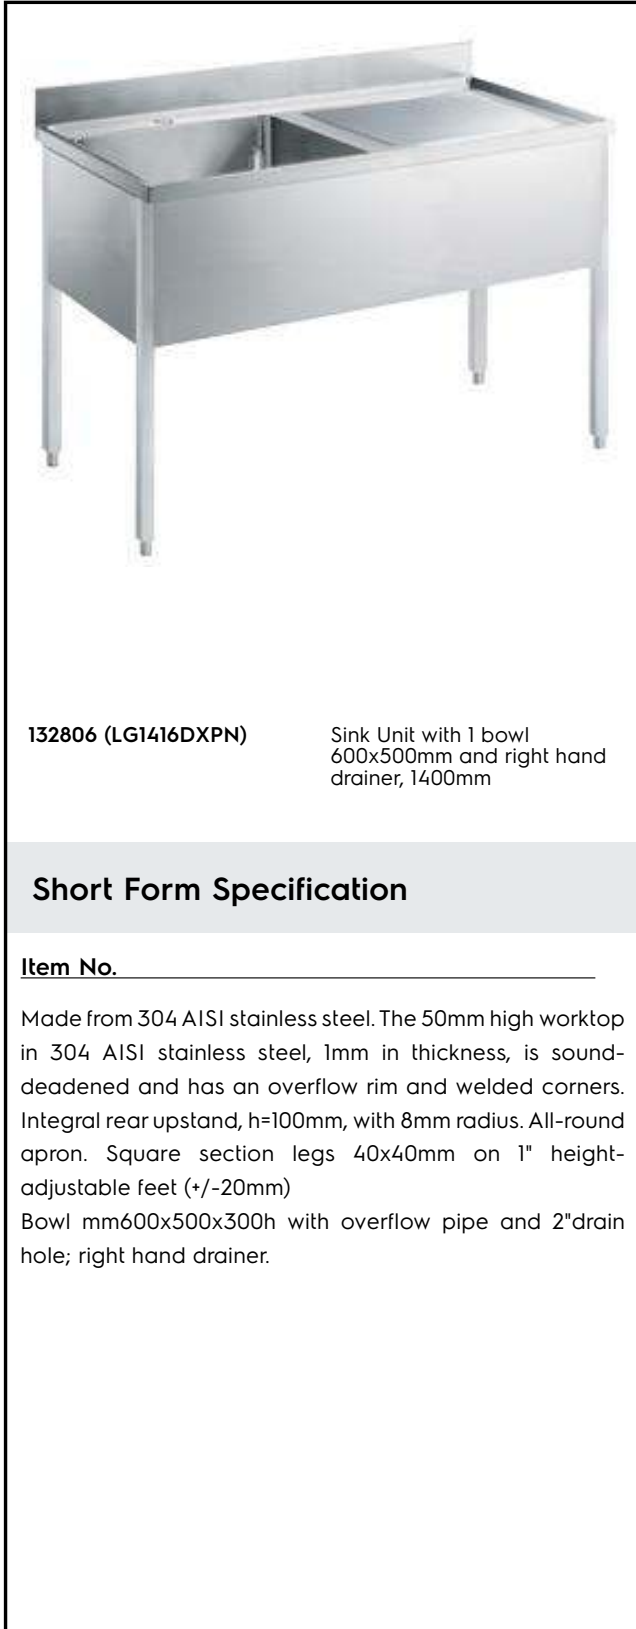 132806 (LG1416DXPN)
Sink Unit with 1 bowl
600x500mm and right hand
drainer, 1400mm
Short Form Specification
Item No.
Made from 304 AISI stainless steel. The 50mm high worktop
in 304 AISI stainless steel, 1mm in thickness, is sound-
deadened and has an overflow rim and welded corners.
Integral rear upstand, h=100mm, with 8mm radius. All-round
apron. Square section legs 40x40mm on 1" height-
adjustable feet (+/-20mm)
Bowl mm600x500x300h with overflow pipe and 2"drain
hole; right hand drainer.